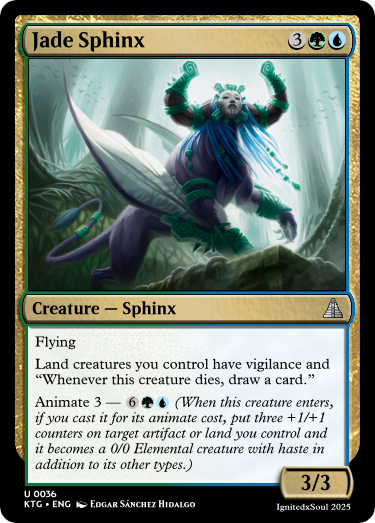 Jade Sphinx 3
Creature — Sphinx
Flying
Land creatures you control have vigilance and
“Whenever this creature dies, draw a card.”
Animate 3 — 6 (When this creature enters,
if you cast it for its animate cost, put three +1/+1
counters on target artifact or land you control and
it becomes a 0/0 Elemental creature with haste in
addition to its other types.)
3/3
U 0036
KTG • ENG Edgar Sánchez Hidalgo
IgnitedxSoul 2025